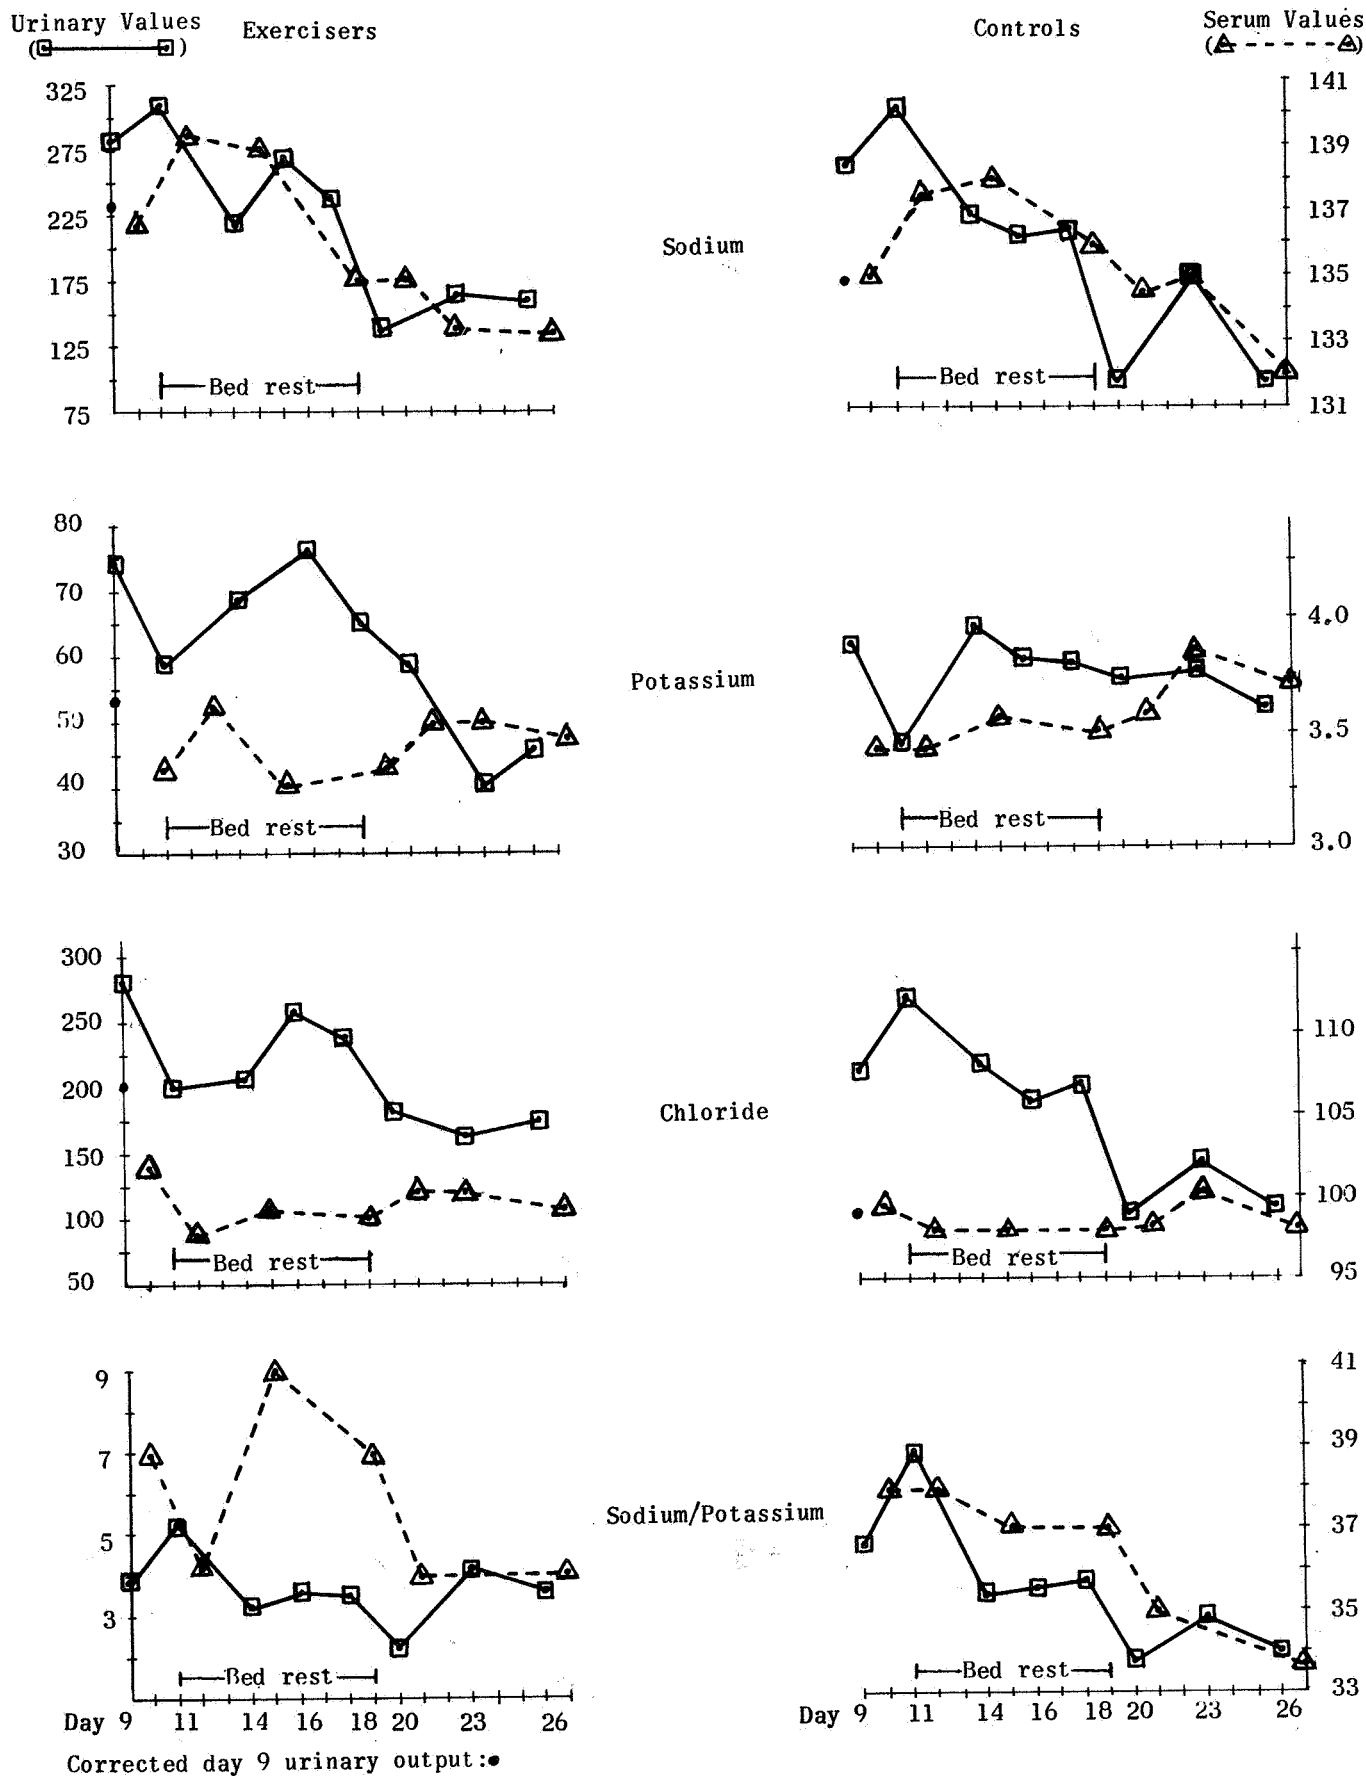 Urinary Values Exercisers Controls Serum Values
( ) ( )
325 141
275 139
225 137
Sodium
175 135
125 133
Bed rest Bed rest
75 131
80
70
4.0
60
Potassium
50 3.5
40
Bed rest Bed rest
30 3.0
300
250
110
200
Chloride 105
150
100 100
Bed rest Bed rest
50 95
9 41
7 39
Sodium/Potassium 37
5
3 35
Bed rest Bed rest
33
Day 9 11 14 16 18 20 23 26 Day 9 11 14 16 18 20 23 26
Corrected day 9 urinary output:●